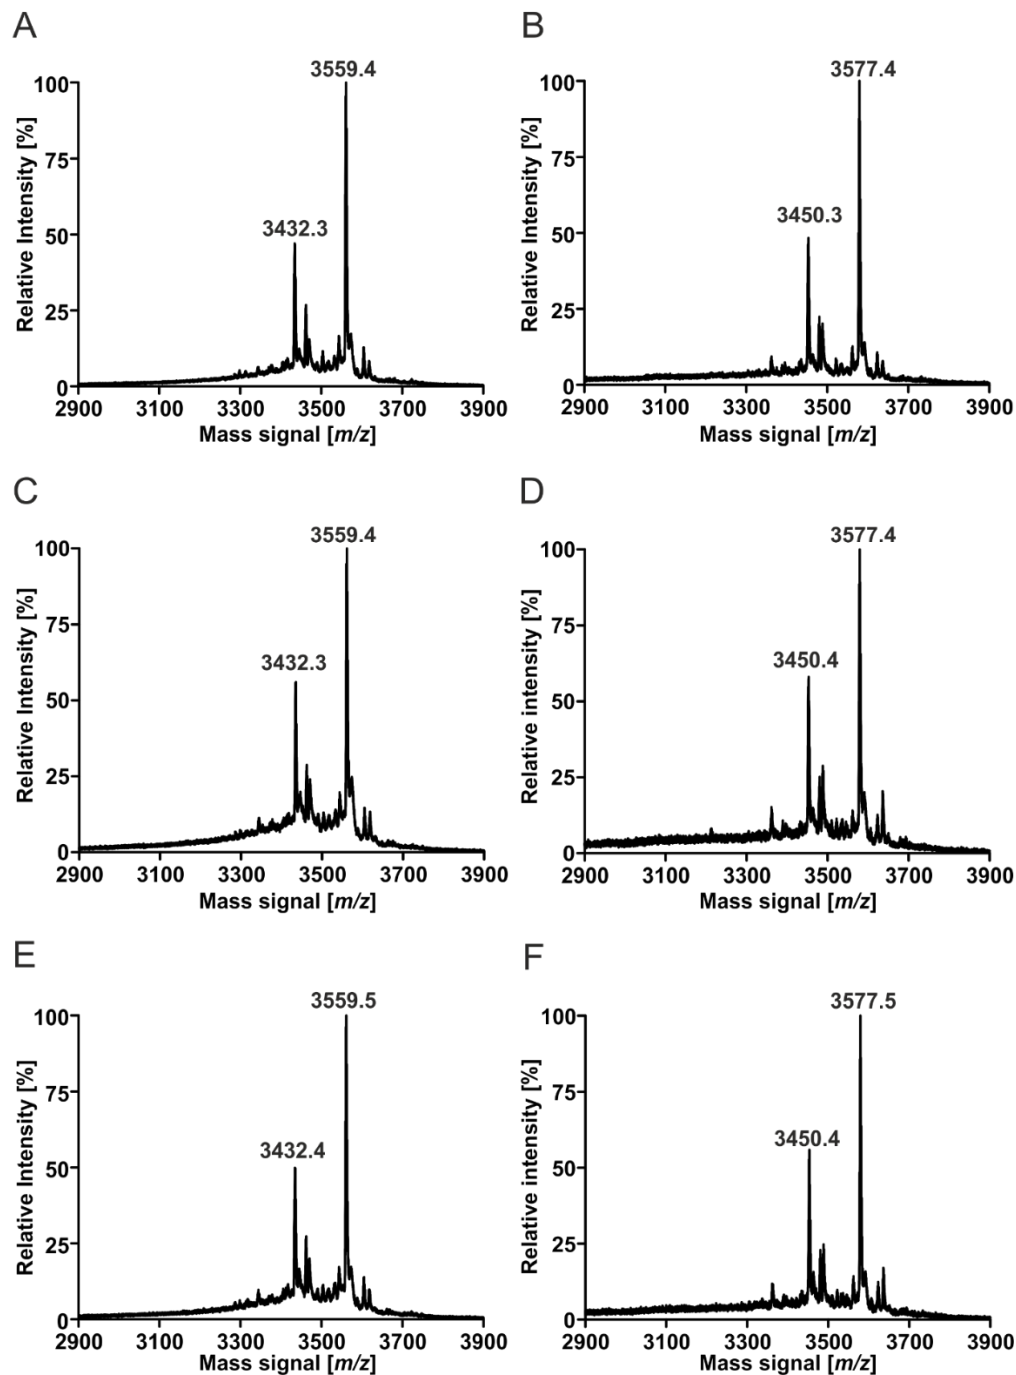 A
3559.4
100
3432.3
75
50
25
0
Relative Intensity [%]
2900 3100 3300 3500 3700 3900
Mass signal [m/z]
B
3577.4
100
3450.3
75
50
25
0
Relative Intensity [%]
2900 3100 3300 3500 3700 3900
Mass signal [m/z]
C
3559.4
100
3432.3
75
50
25
0
Relative Intensity [%]
2900 3100 3300 3500 3700 3900
Mass signal [m/z]
D
3577.4
100
3450.4
75
50
25
0
Relative intensity [%]
2900 3100 3300 3500 3700 3900
Mass signal [m/z]
E
3559.5
100
3432.4
75
50
25
0
Relative Intensity [%]
2900 3100 3300 3500 3700 3900
Mass signal [m/z]
F
3577.5
100
3450.4
75
50
25
0
Relative intensity [%]
2900 3100 3300 3500 3700 3900
Mass signal [m/z]